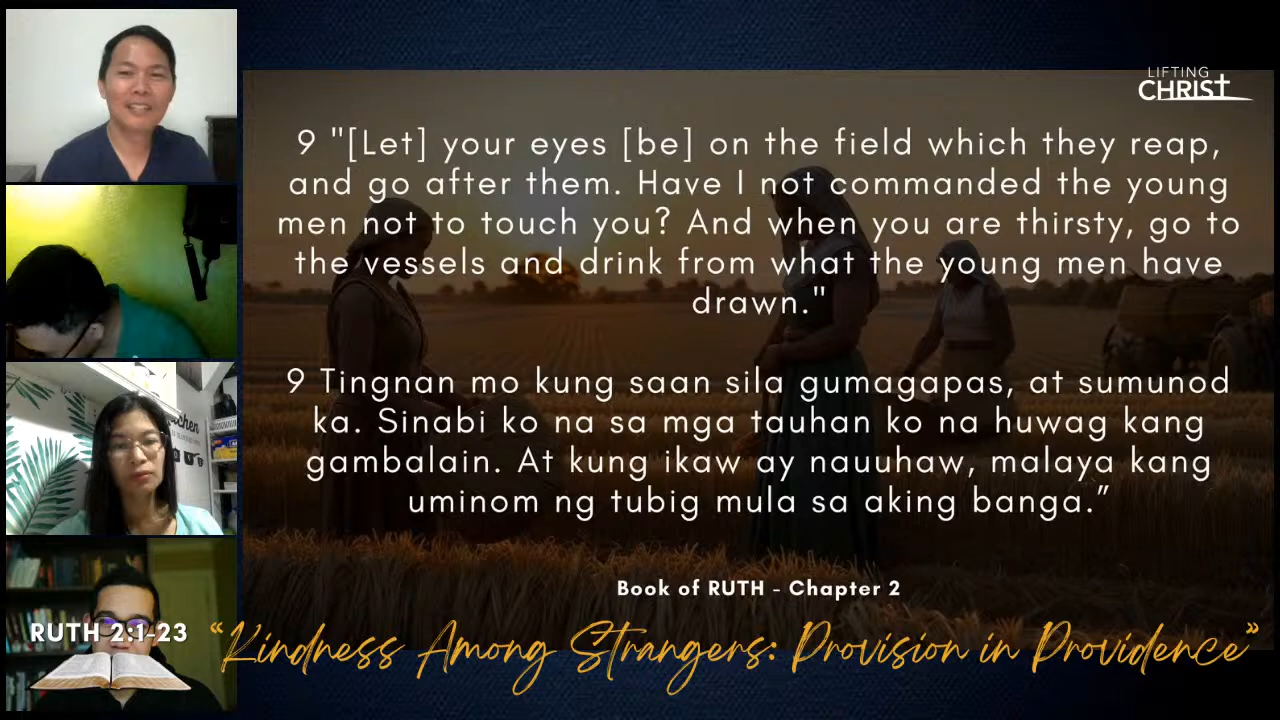 LIFTING
CHRIST
9 "[Let] your eyes [be] on the field which they reap,
and go after them. Have I not commanded the young
men not to touch you? And when you are thirsty, go to
the vessels and drink from what the young men have
drawn."
9 Tingnan mo kung saan sila gumagapas, at sumunod
ka. Sinabi ko na sa mga tauhan ko na huwag kang
gambalain. At kung ikaw ay nauuhaw, malaya kang
uminom ng tubig mula sa aking banga.”
Book of RUTH - Chapter 2
RUTH 2:1-23
“Kindness Among Strangers: Provision in Providence”